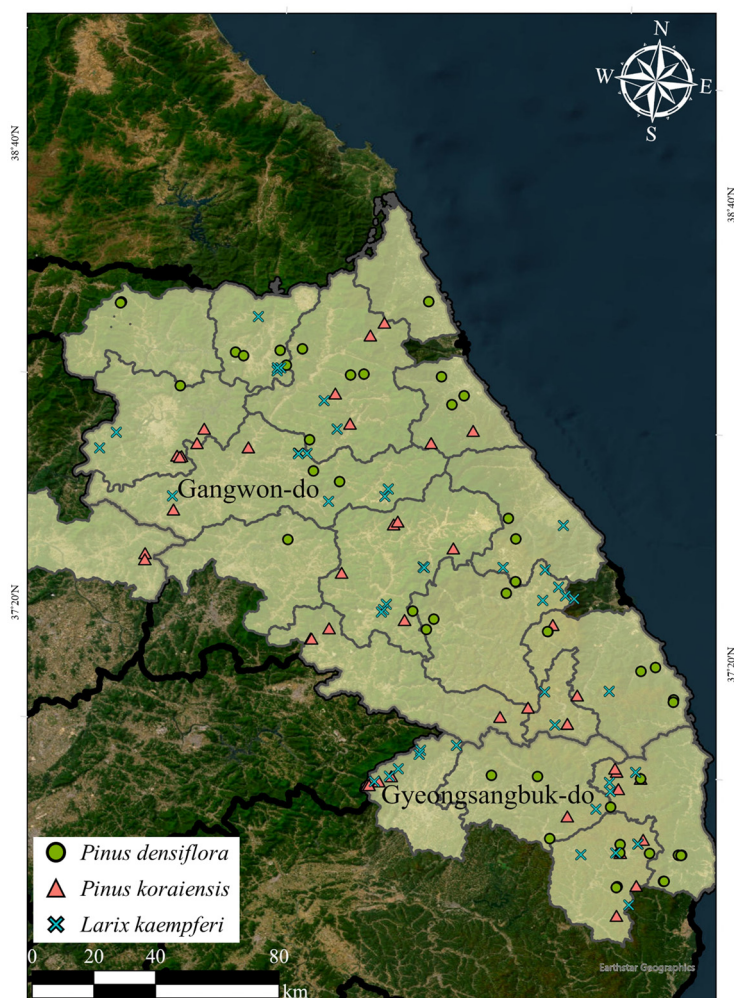 N
W
E
S
38°40'N
38°40'N
Gangwon-do
37°20'N
37°20'N
Gyeongsangbuk-do
Pinus densiflora
Pinus koraiensis
Larix kaempferi
0 20 40 80
km
Earthstar Geographics